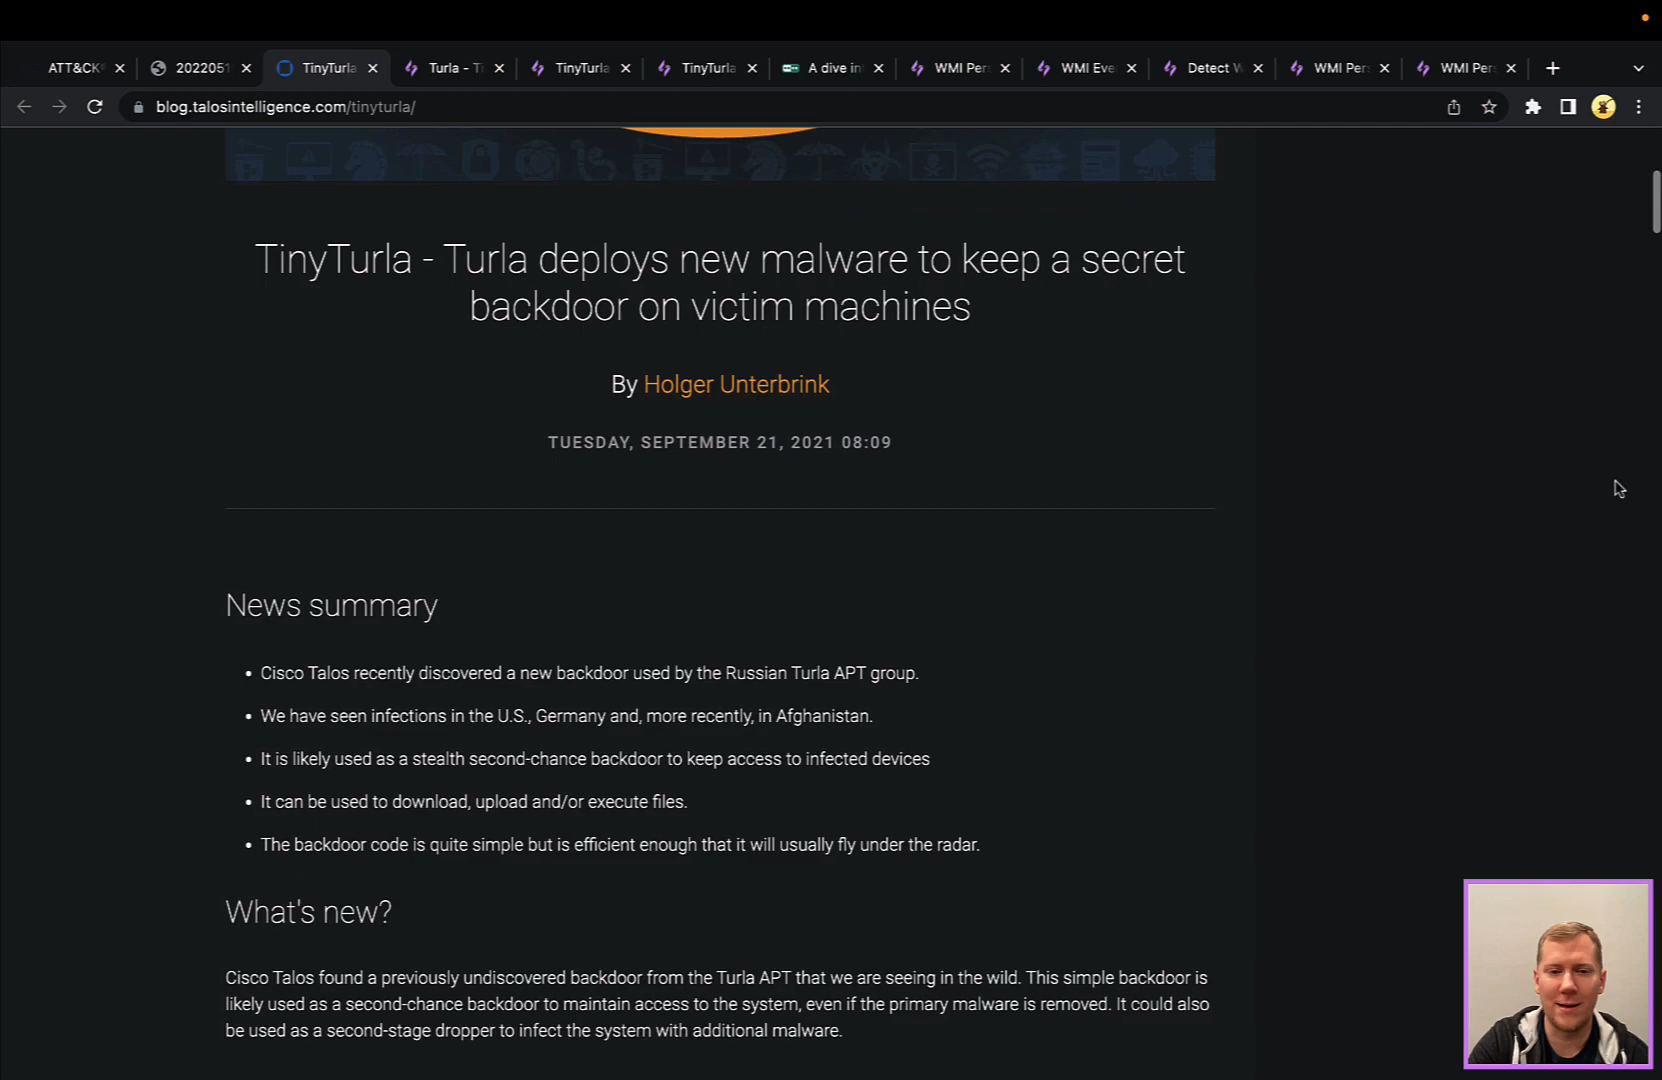 ATT&CK
202205
TinyTurla
Turla - T
TinyTurla
TinyTurla
A dive in
WMI Per
WMI Eve
Detect W
WMI Per
WMI Per
blog.talosintelligence.com/tinyturla/
TinyTurla - Turla deploys new malware to keep a secret
backdoor on victim machines
By Holger Unterbrink
TUESDAY, SEPTEMBER 21, 2021 08:09
News summary
• Cisco Talos recently discovered a new backdoor used by the Russian Turla APT group.
• We have seen infections in the U.S., Germany and, more recently, in Afghanistan.
• It is likely used as a stealth second-chance backdoor to keep access to infected devices
• It can be used to download, upload and/or execute files.
• The backdoor code is quite simple but is efficient enough that it will usually fly under the radar.
What's new?
Cisco Talos found a previously undiscovered backdoor from the Turla APT that we are seeing in the wild. This simple backdoor is
likely used as a second-chance backdoor to maintain access to the system, even if the primary malware is removed. It could also
be used as a second-stage dropper to infect the system with additional malware.